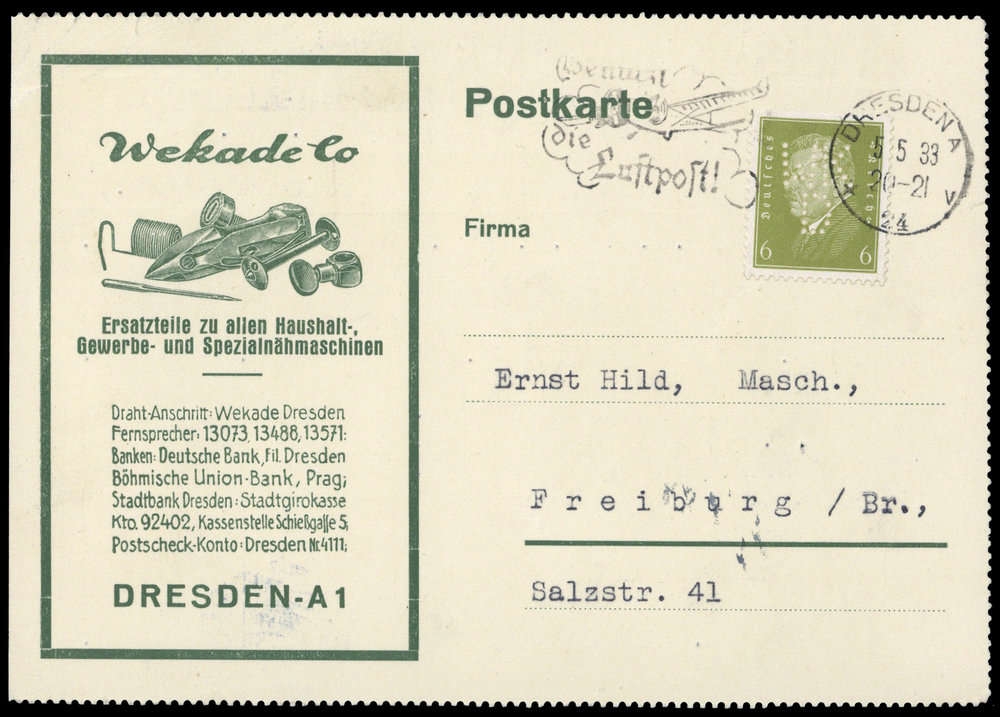 Wekade Co
Ersatzteile zu allen Haushalt-,
Gewerbe- und Spezialnähmaschinen
Draht-Anschrift: Wekade Dresden
Fernsprecher: 13073, 13488, 13571:
Banken: Deutsche Bank, Fil. Dresden
Böhmische Union-Bank, Prag;
Stadtbank Dresden: Stadtgirokasse
Kto. 92402, Kassenstelle Schießgasse 5;
Postscheck-Konto: Dresden Nr. 4111;
DRESDEN-A1
Postkarte
Firma
die
Luftpost!
Deutsches
6 6
DRESDEN A
5 33
20-21
24
V
Ernst Hild, Masch.,
Freiburg /Br.,
Salzstr. 41